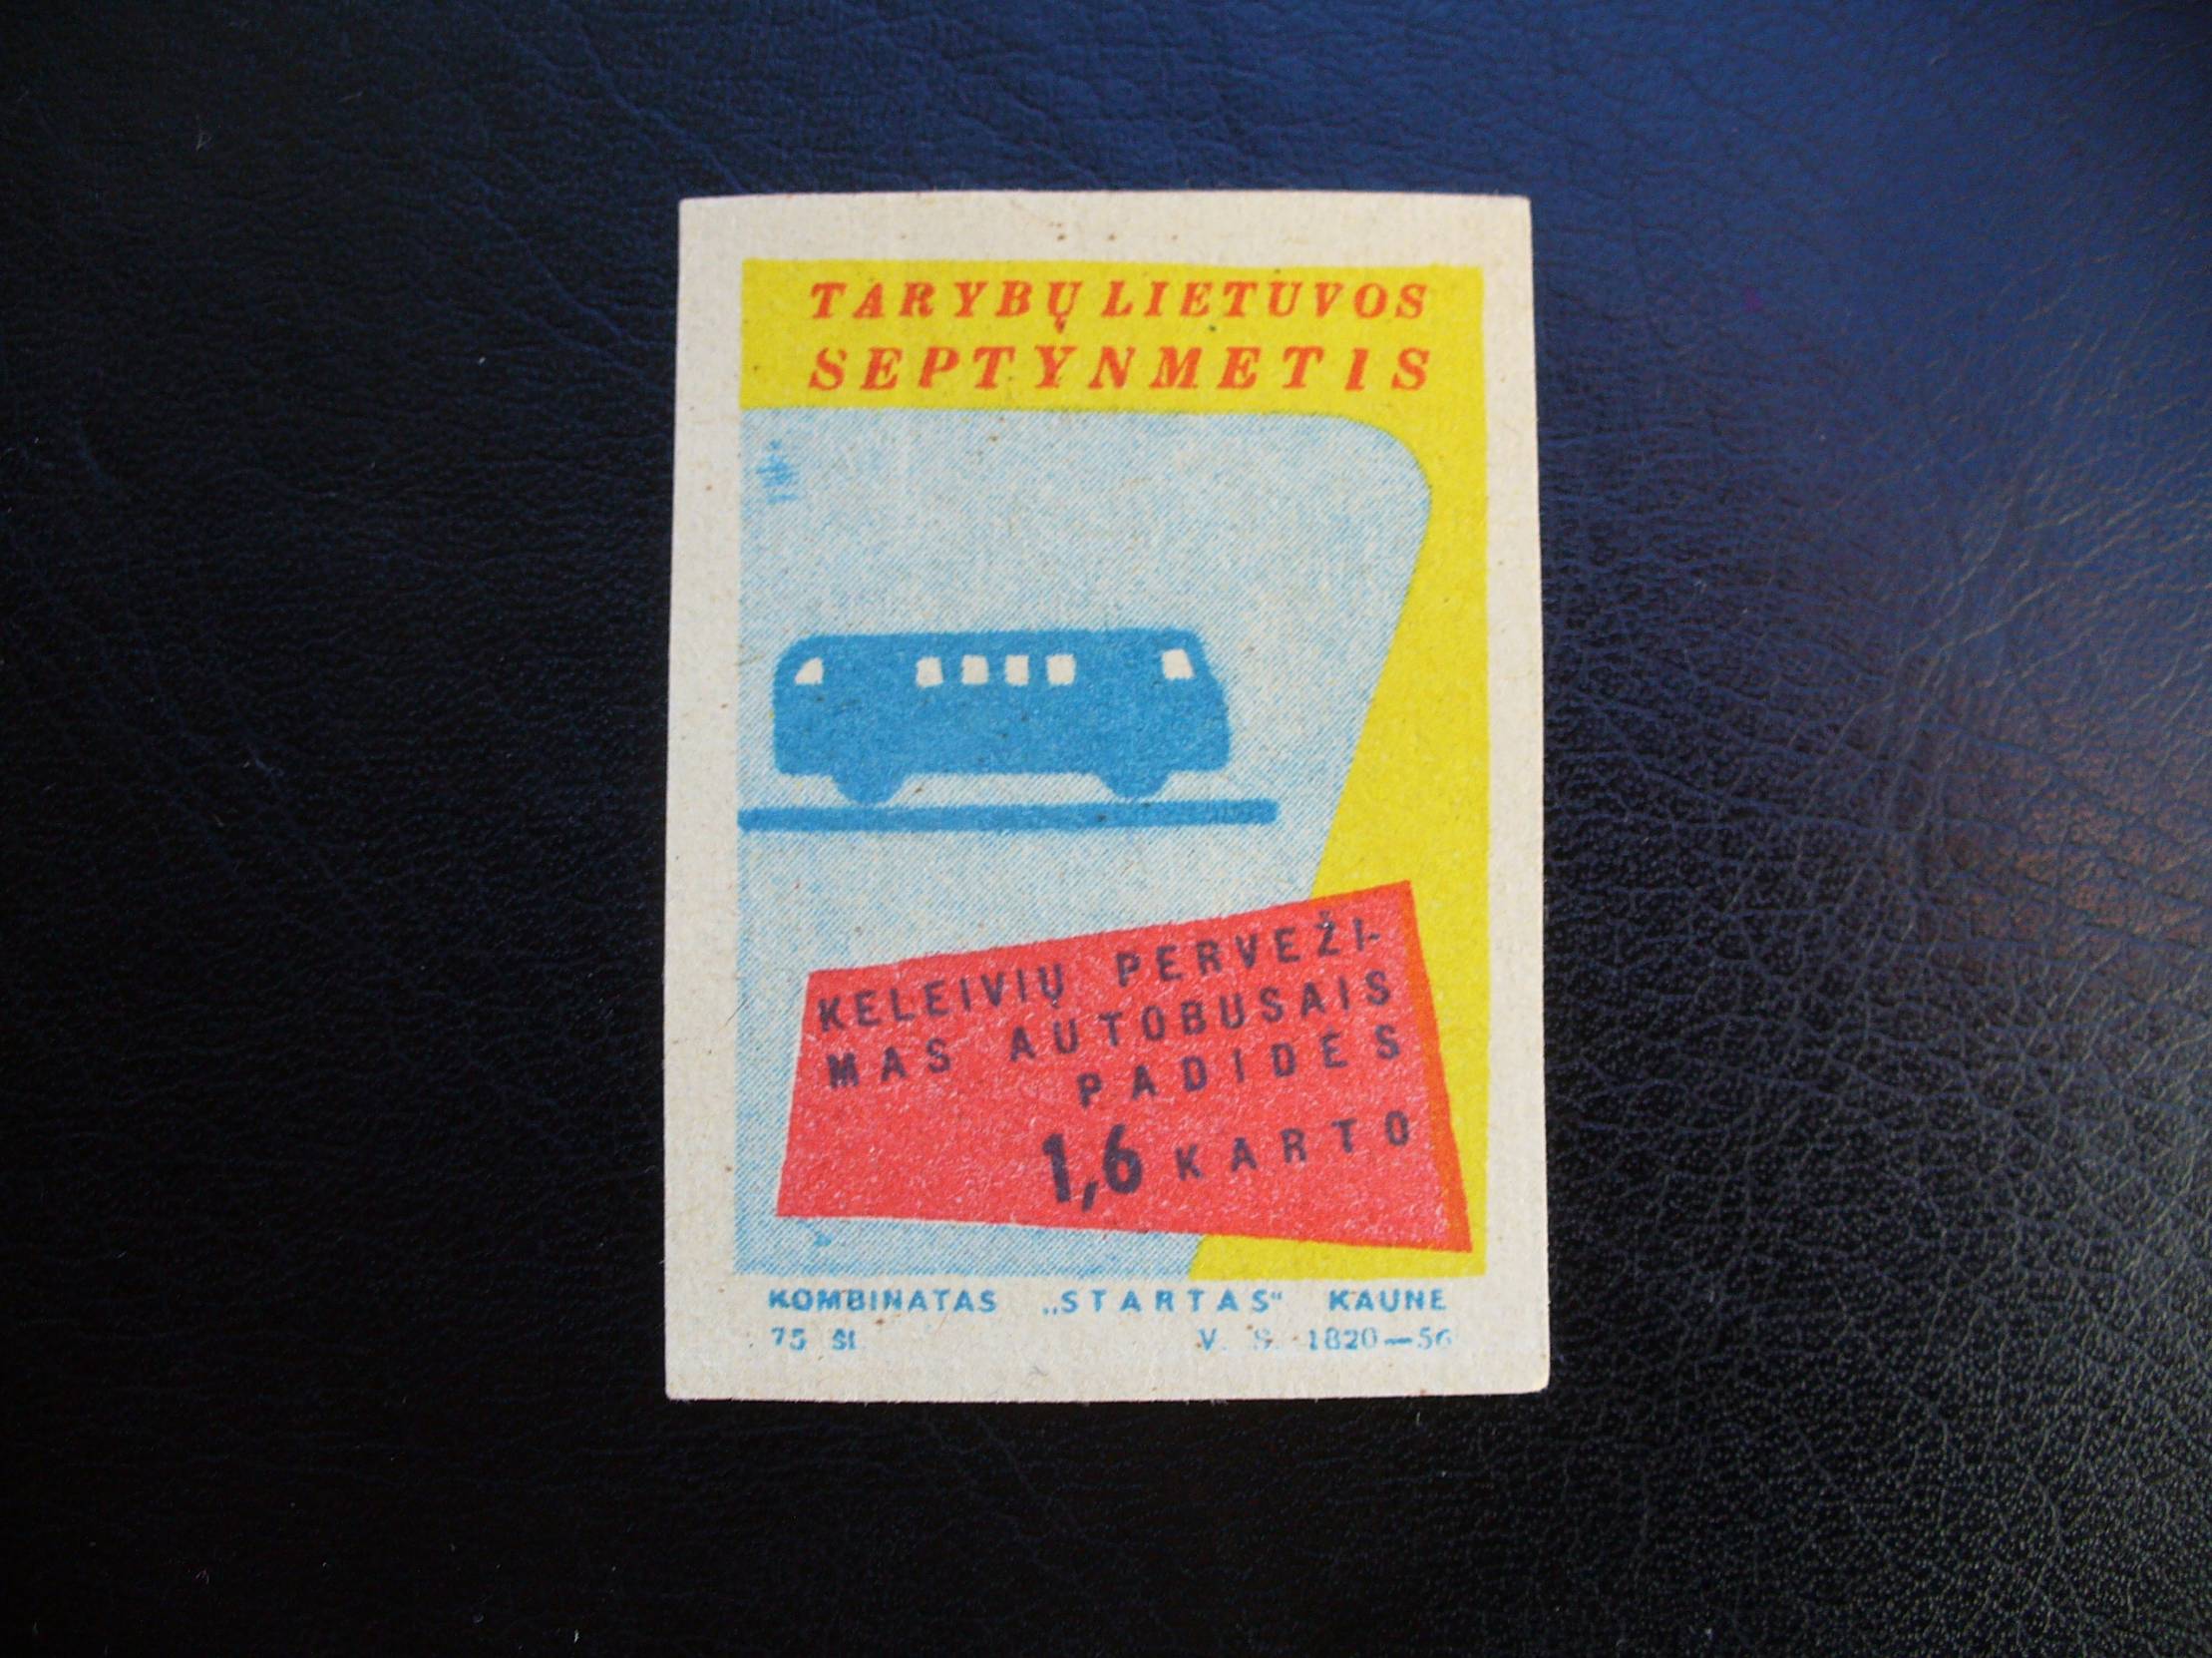 TARYBŲ LIETUVOS
SEPTYNMETIS
KELEIVIŲ PERVEŽI-
MAS AUTOBUSAIS
PADIDĖS
1,6 KARTO
KOMBINATAS „STARTAS“ KAUNE
75 šl. V. S. 1820—56